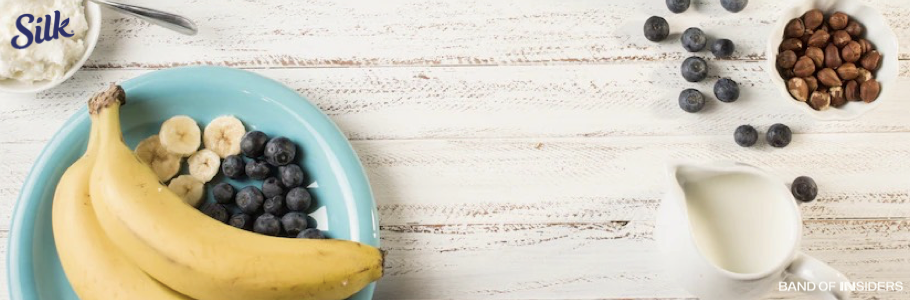 Silk
BAND OF INSIDERS